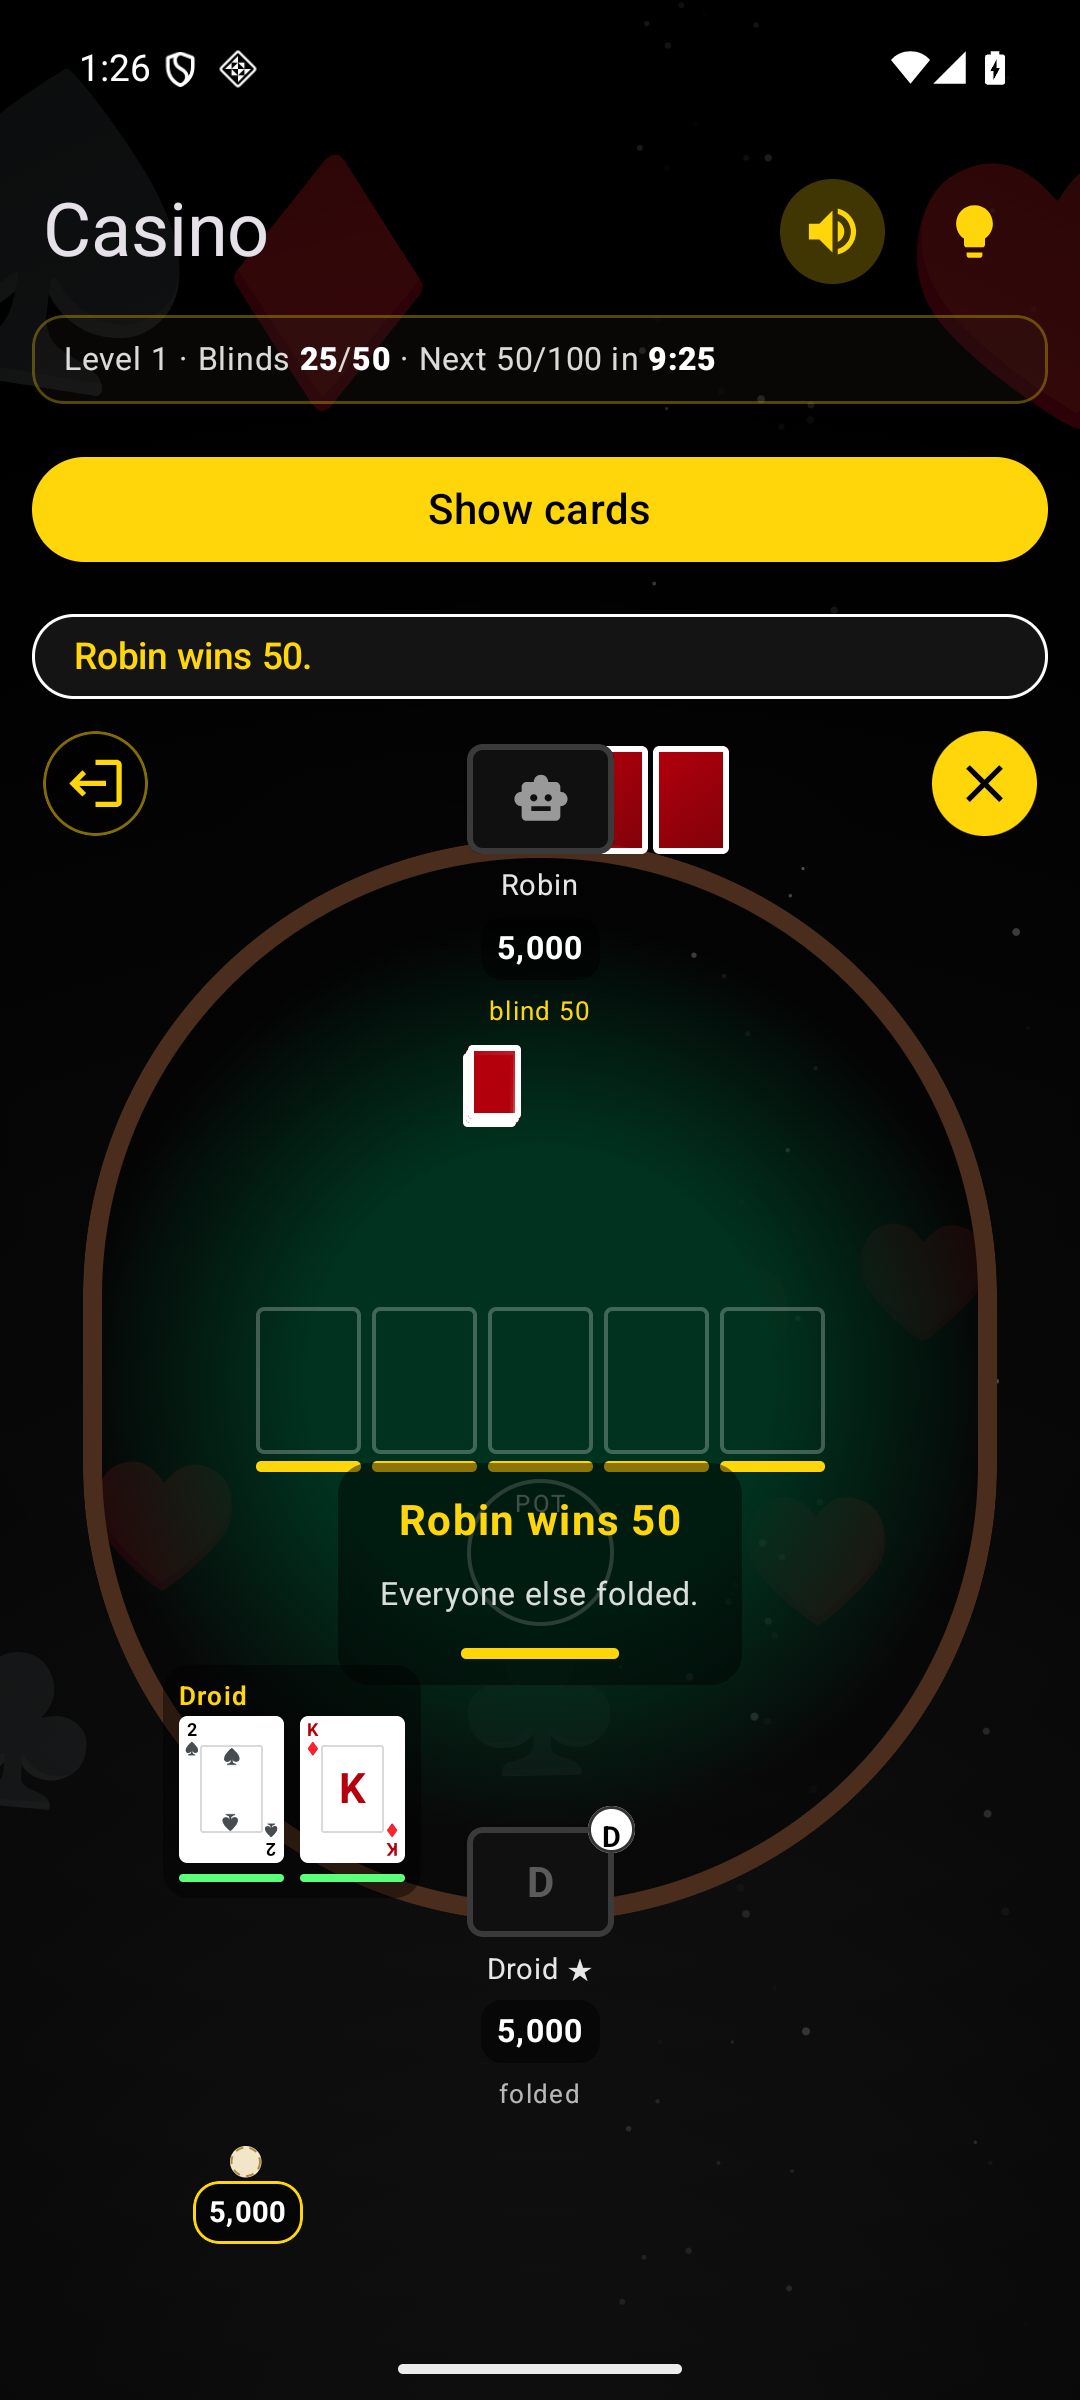 1:26
Casino
Level 1 · Blinds 25/50 · Next 50/100 in 9:25
Show cards
Robin wins 50.
Robin
5,000
blind 50
POT
Robin wins 50
Everyone else folded.
Droid
2
K
K
2
K
D
D
Droid ★
5,000
folded
5,000